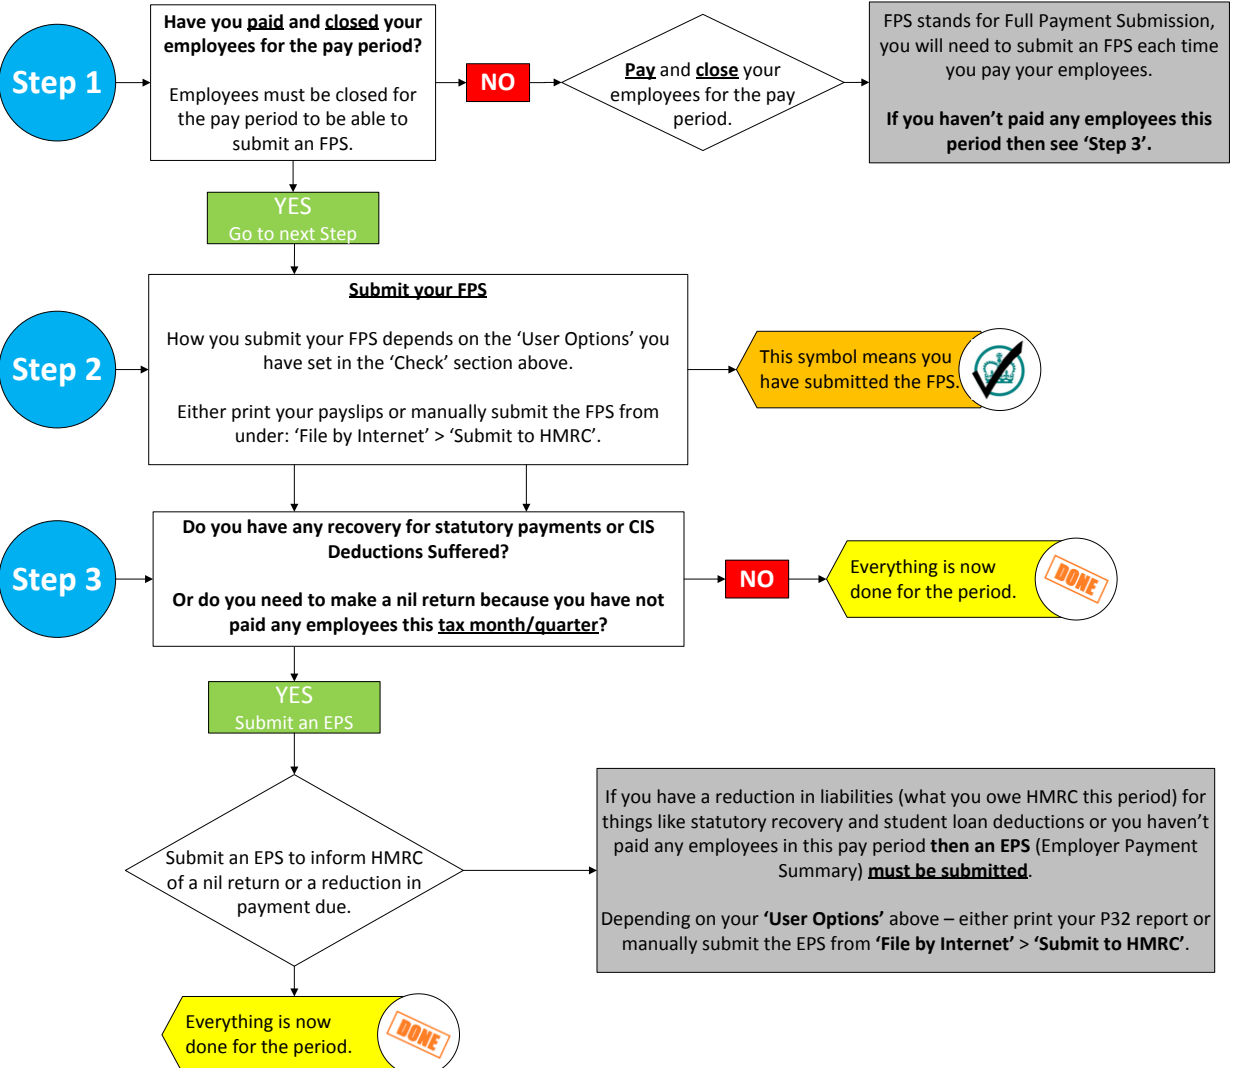 Step 1
Have you paid and closed your
employees for the pay period?
Employees must be closed for
the pay period to be able to
submit an FPS.
NO
Pay and close your
employees for the pay
period.
FPS stands for Full Payment Submission,
you will need to submit an FPS each time
you pay your employees.
If you haven’t paid any employees this
period then see ‘Step 3’.
YES
Go to next Step
Step 2
Submit your FPS
How you submit your FPS depends on the ‘User Options’ you
have set in the ‘Check’ section above.
Either print your payslips or manually submit the FPS from
under: ‘File by Internet’ > ‘Submit to HMRC’.
This symbol means you
have submitted the FPS.
Step 3
Do you have any recovery for statutory payments or CIS
Deductions Suffered?
Or do you need to make a nil return because you have not
paid any employees this tax month/quarter?
NO
Everything is now
done for the period.
DONE
YES
Submit an EPS
Submit an EPS to inform HMRC
of a nil return or a reduction in
payment due.
If you have a reduction in liabilities (what you owe HMRC this period) for
things like statutory recovery and student loan deductions or you haven’t
paid any employees in this pay period then an EPS (Employer Payment
Summary) must be submitted.
Depending on your ‘User Options’ above – either print your P32 report or
manually submit the EPS from ‘File by Internet’ > ‘Submit to HMRC’.
Everything is now
done for the period.
DONE